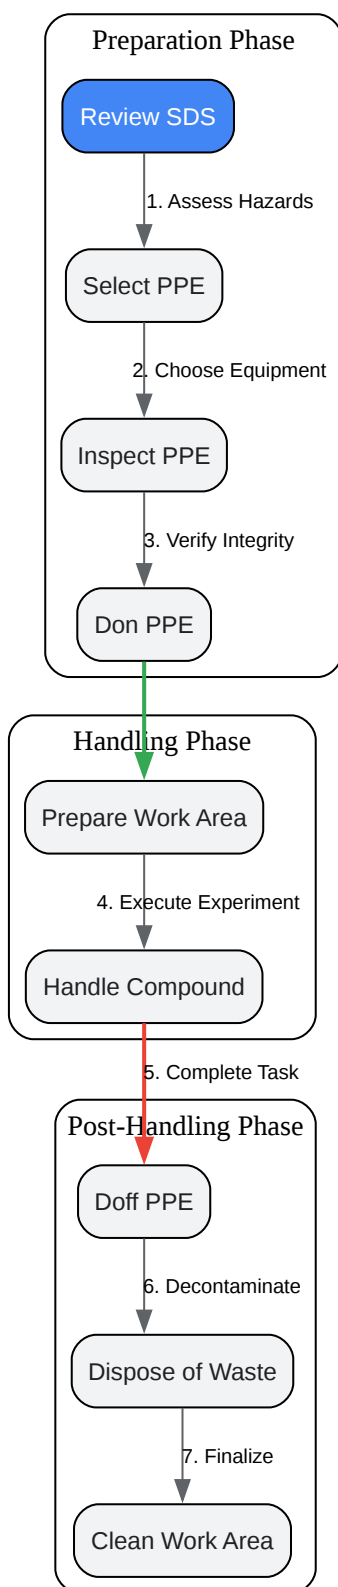 Preparation Phase
Review SDS
1. Assess Hazards
Select PPE
2. Choose Equipment
Inspect PPE
3. Verify Integrity
Don PPE
Handling Phase
Prepare Work Area
4. Execute Experiment
Handle Compound
5. Complete Task
Post-Handling Phase
Doff PPE
6. Decontaminate
Dispose of Waste
7. Finalize
Clean Work Area